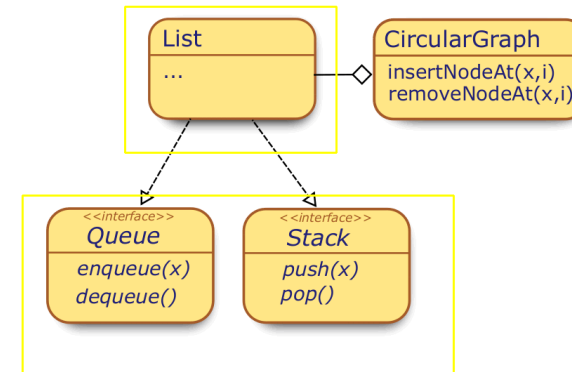 List
...
CircularGraph
insertNodeAt(x,i)
removeNodeAt(x,i)
<<interface>>
Queue
enqueue(x)
dequeue()
<<interface>>
Stack
push(x)
pop()